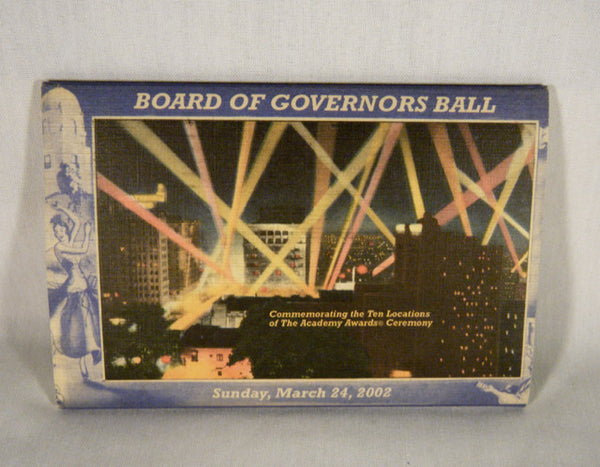 BOARD OF GOVERNORS BALL
Commemorating the Ten Locations
of The Academy Awards® Ceremony
Sunday, March 24, 2002